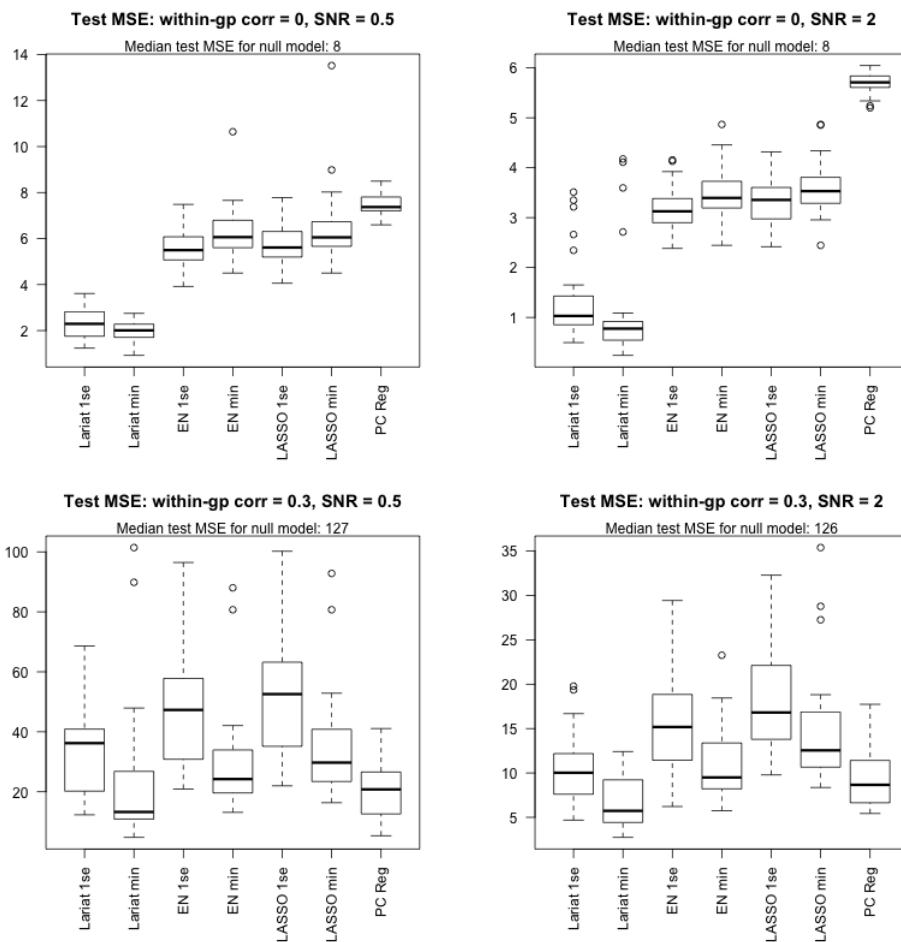 Test MSE: within-gp corr = 0, SNR = 0.5
Median test MSE for null model: 8
14
12
10
8
6
4
2
Lariat 1se
Lariat min
EN 1se
EN min
LASSO 1se
LASSO min
PC Reg
Test MSE: within-gp corr = 0, SNR = 2
Median test MSE for null model: 8
6
5
4
3
2
1
Lariat 1se
Lariat min
EN 1se
EN min
LASSO 1se
LASSO min
PC Reg
Test MSE: within-gp corr = 0.3, SNR = 0.5
Median test MSE for null model: 127
100
80
60
40
20
Lariat 1se
Lariat min
EN 1se
EN min
LASSO 1se
LASSO min
PC Reg
Test MSE: within-gp corr = 0.3, SNR = 2
Median test MSE for null model: 126
35
30
25
20
15
10
5
Lariat 1se
Lariat min
EN 1se
EN min
LASSO 1se
LASSO min
PC Reg